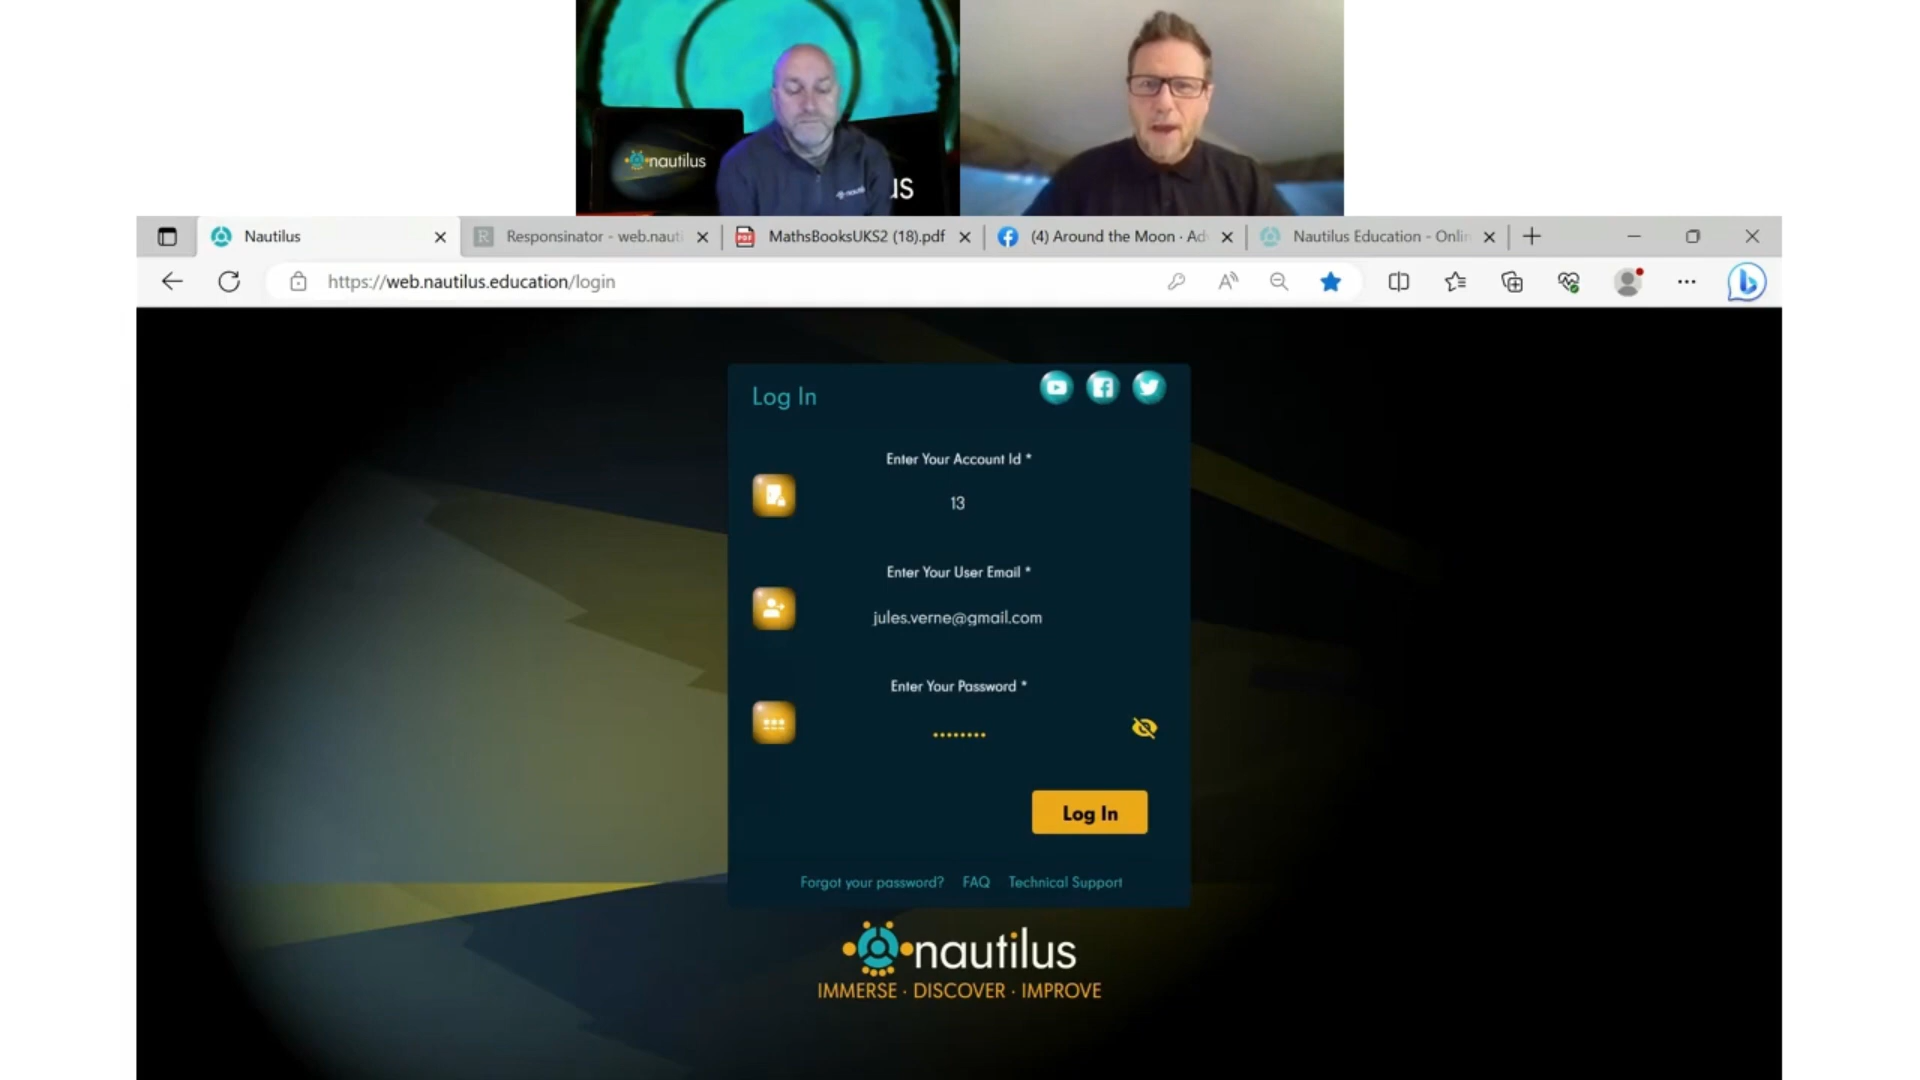 nautilus
us
Nautilus
Responsinator - web.nauti
MathsBooksUKS2 (18).pdf
(4) Around the Moon · Ad
Nautilus Education - Onlin
https://web.nautilus.education/login
Log In
Enter Your Account Id *
13
Enter Your User Email *
jules.verne@gmail.com
Enter Your Password *
••••••••
Log In
Forgot your password? FAQ Technical Support
nautilus
IMMERSE · DISCOVER · IMPROVE